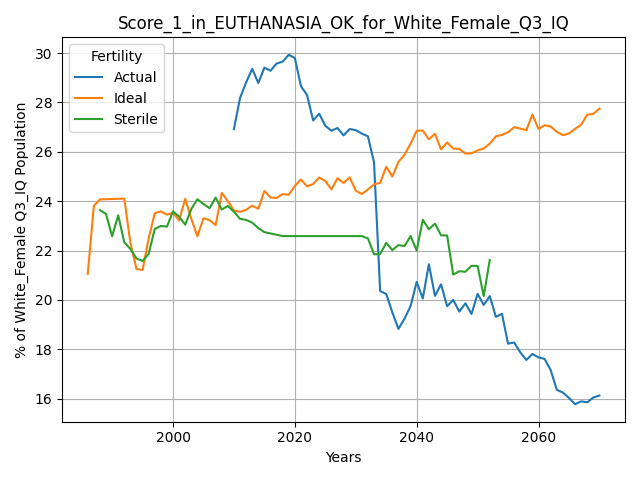 Score_1_in_EUTHANASIA_OK_for_White_Female_Q3_IQ
Fertility
Actual
Ideal
Sterile
% of White_Female Q3_IQ Population
30
28
26
24
22
20
18
16
2000
2020
2040
2060
Years